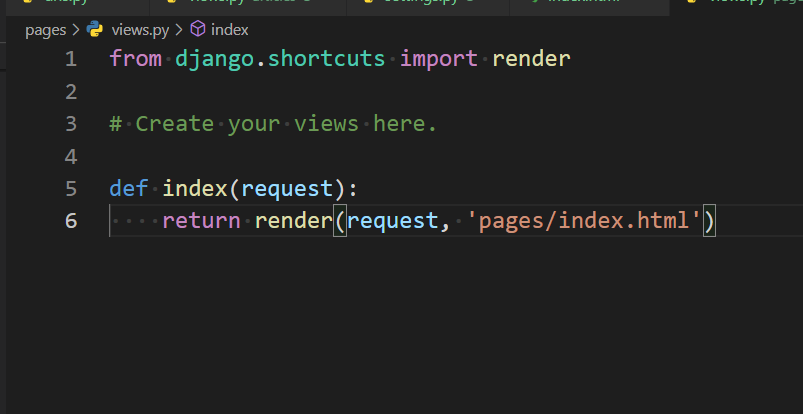 pages > views.py > index
1 from django.shortcuts import render
2
3 # Create your views here.
4
5 def index(request):
6 return render(request, 'pages/index.html')